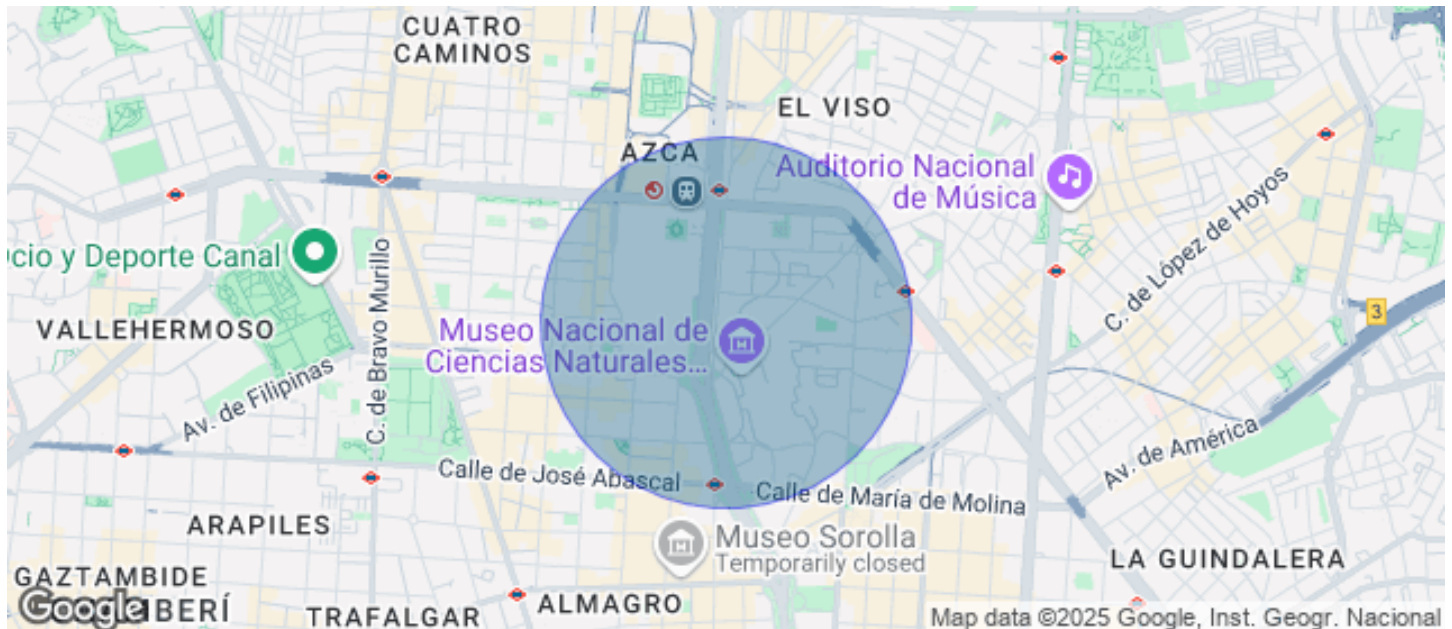 CUATRO
CAMINOS
EL VISO
AZCA
Auditorio Nacional
de Música
C. de López de Hoyos
cio y Deporte Canal
C. de Bravo Murillo
3
VALLEHERMOSO
Museo Nacional de
Ciencias Naturales...
Av. de Filipinas
Av. de América
Calle de José Abascal
Calle de María de Molina
ARAPILES
Museo Sorolla
Temporarily closed
LA GUINDALERA
GAZTAMBIDE
Google
IBERÍ
TRAFALGAR
ALMAGRO
Map data ©2025 Google, Inst. Geogr. Nacional